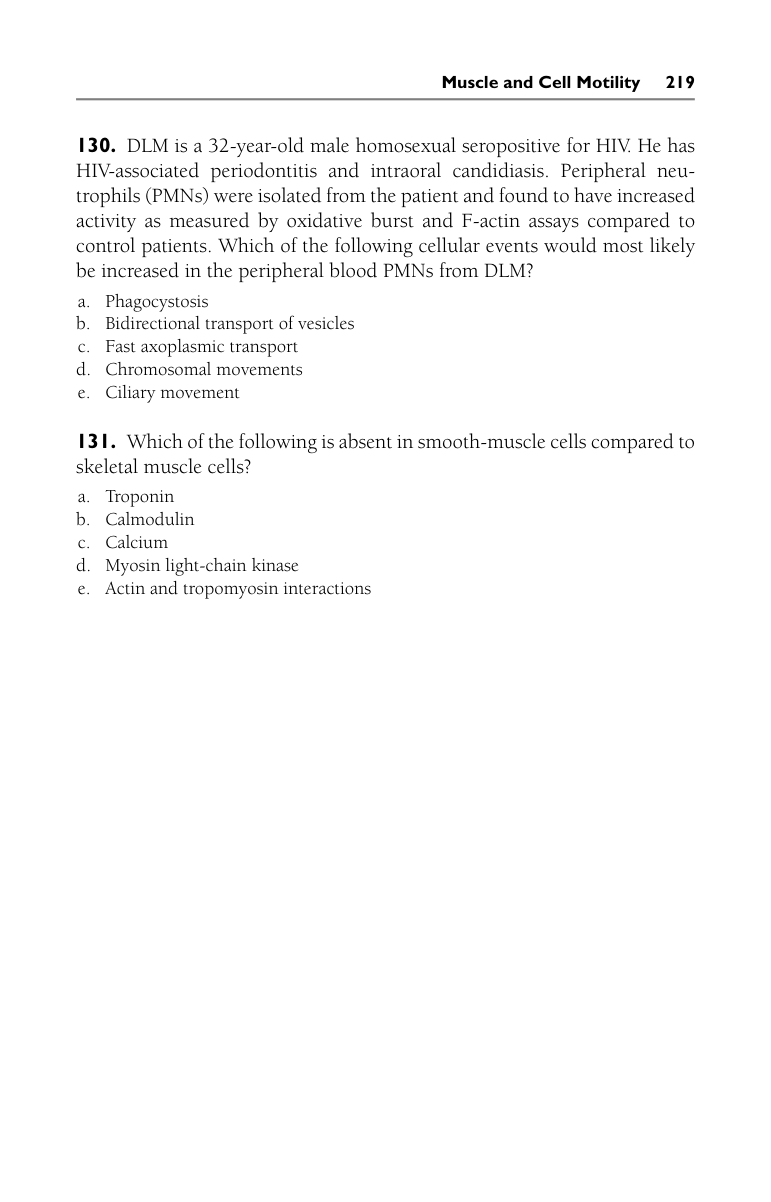 Muscle and Cell Motility 219
130. DLM is a 32-year-old male homosexual seropositive for HIV. He has
HIV-associated periodontitis and intraoral candidiasis. Peripheral neu-
trophils (PMNs) were isolated from the patient and found to have increased
activity as measured by oxidative burst and F-actin assays compared to
control patients. Which of the following cellular events would most likely
be increased in the peripheral blood PMNs from DLM?
a. Phagocystosis
b. Bidirectional transport of vesicles
c. Fast axoplasmic transport
d. Chromosomal movements
e. Ciliary movement
131. Which of the following is absent in smooth-muscle cells compared to
skeletal muscle cells?
a. Troponin
b. Calmodulin
c. Calcium
d. Myosin light-chain kinase
e. Actin and tropomyosin interactions